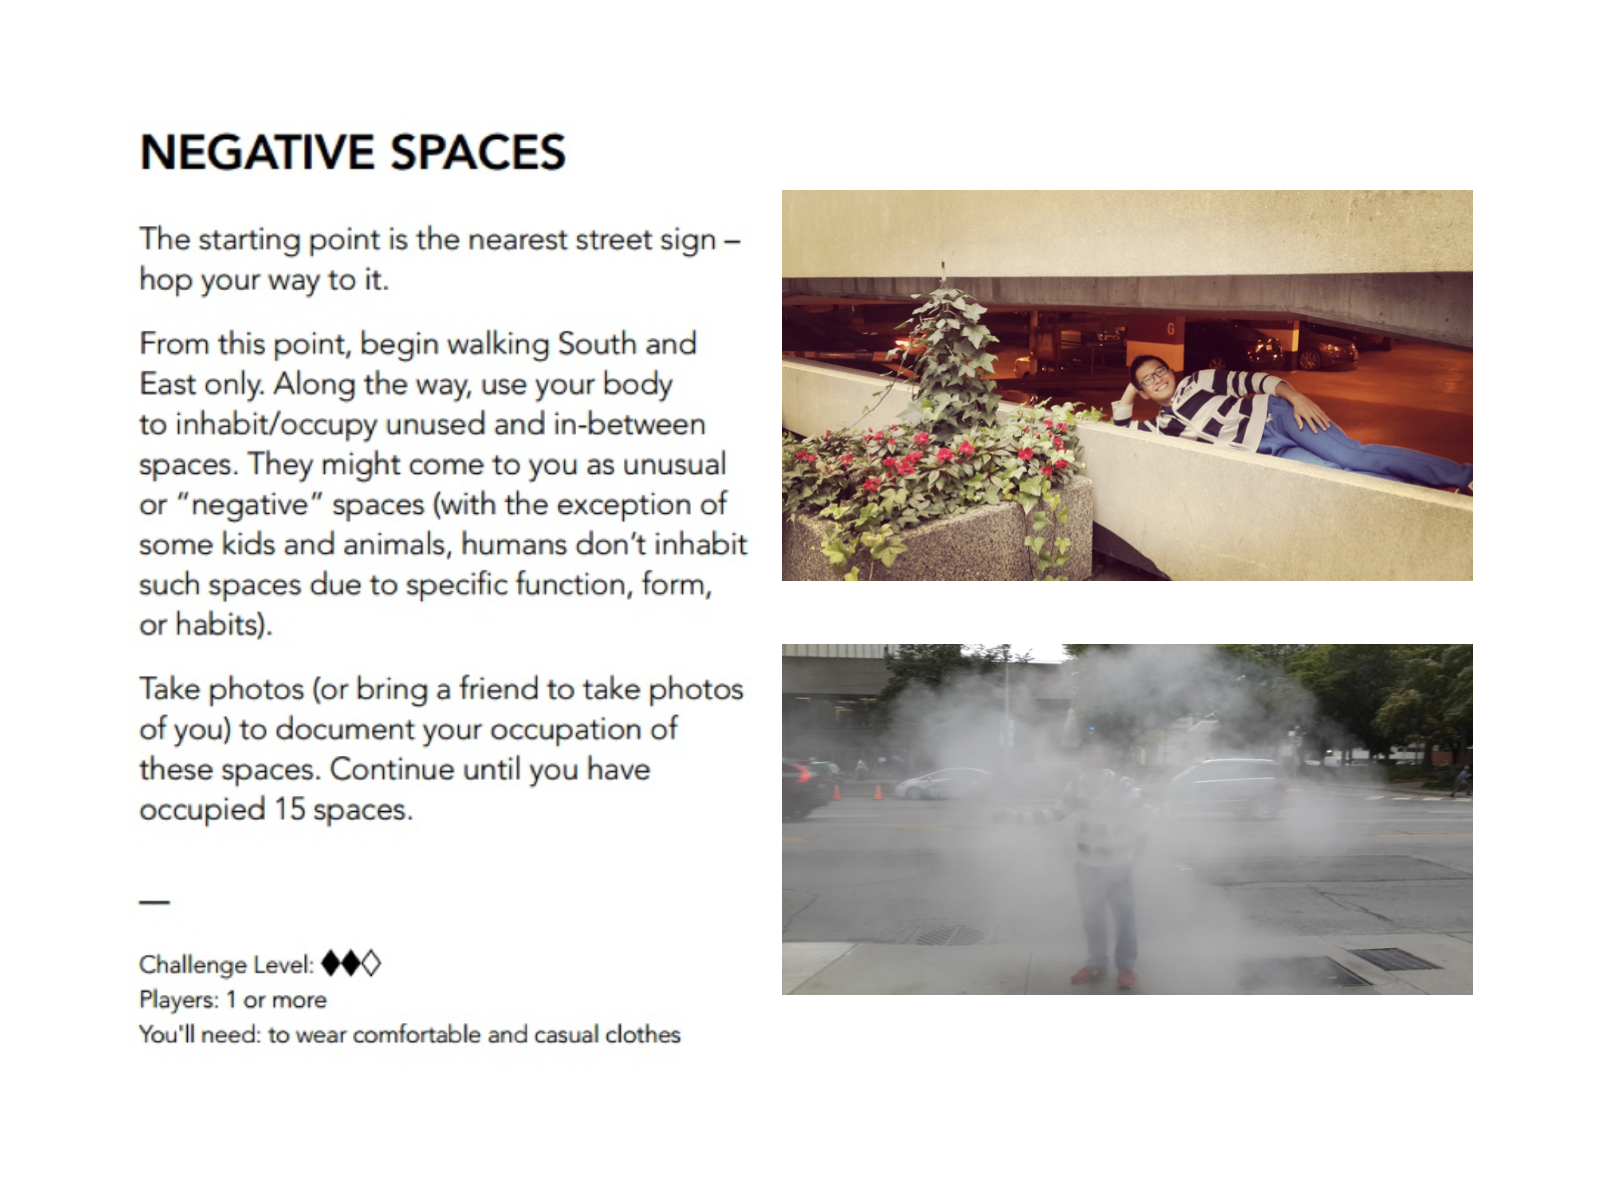 NEGATIVE SPACES
The starting point is the nearest street sign –
hop your way to it.
From this point, begin walking South and
East only. Along the way, use your body
to inhabit/occupy unused and in-between
spaces. They might come to you as unusual
or “negative” spaces (with the exception of
some kids and animals, humans don’t inhabit
such spaces due to specific function, form,
or habits).
Take photos (or bring a friend to take photos
of you) to document your occupation of
these spaces. Continue until you have
occupied 15 spaces.
—
Challenge Level: ♦♦♢
Players: 1 or more
You'll need: to wear comfortable and casual clothes
G